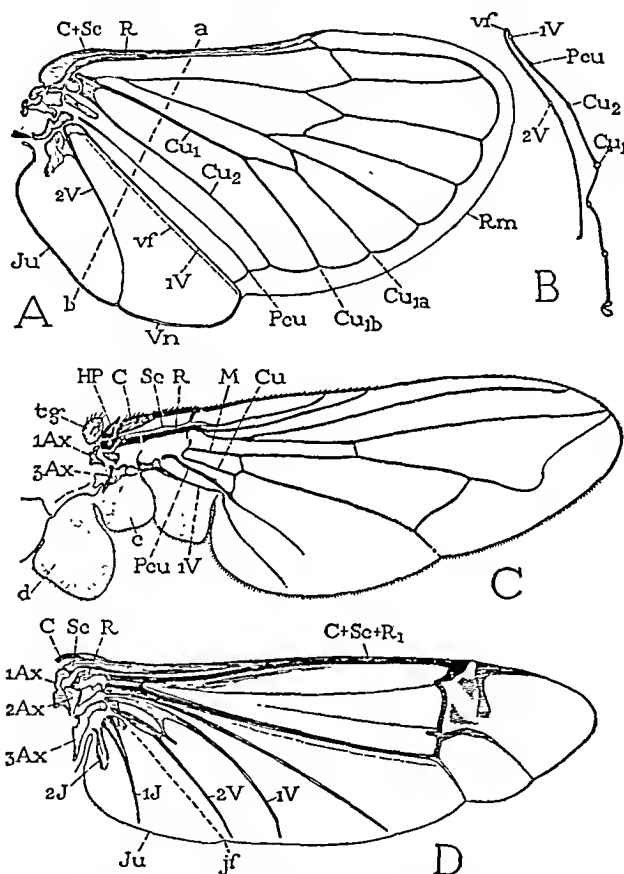 C+Sc R a
vf
1V
Pcu
Cu2
2V
Cu1
Cu1
Cu2
2V
vf
1V
Rm
Ju
b
Pcu
Cu1b
Cu1a
Vn
A
B
HP C Sc R M Cu
tg
1Ax
3Ax
c
Pcu 1V
d
C
C Sc R
C+Sc+R1
1Ax
2Ax
3Ax
2J
1J
2V
1V
Ju
jf
D